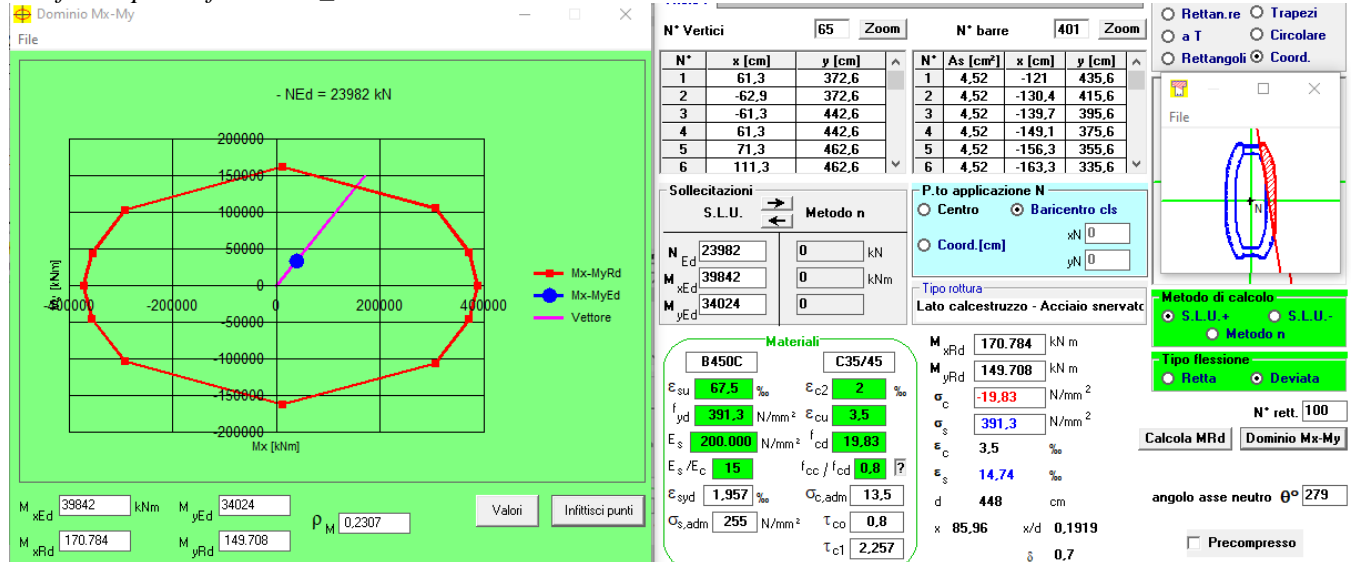 Dominio Mx-My
File
- NEd = 23982 kN
200000
150000
100000
50000
0
-50000
-100000
-150000
-200000
-400000 -200000 0 200000 400000
My [kNm]
Mx [kNm]
Mx-MyRd
Mx-MyEd
Vettore
M xEd 39842 kNm M yEd 34024
M xRd 170.784 M yRd 149.708
ρ M 0,2307
Valori Infittisci punti
N° Vertici 65 Zoom N° barre 401 Zoom
N° x [cm] y [cm]
1 61,3 372,6
2 -62,9 372,6
3 -61,3 442,6
4 61,3 442,6
5 71,3 462,6
6 111,3 462,6
N° As [cm²] x [cm] y [cm]
1 4,52 -121 435,6
2 4,52 -130,4 415,6
3 4,52 -139,7 395,6
4 4,52 -149,1 375,6
5 4,52 -156,3 355,6
6 4,52 -163,3 335,6
Rettan.re Trapezi
a T Circolare
Rettangoli Coord.
File
N
Sollecitazioni
S.L.U. Metodo n
N Ed 23982 0 kN
M xEd 39842 0 kNm
M yEd 34024 0
P.to applicazione N
Centro Baricentro cls
Coord.[cm] xN 0
yN 0
Tipo rottura
Lato calcestruzzo - Acciaio snervato
Metodo di calcolo
S.L.U.+ S.L.U.-
Metodo n
Tipo flessione
Retta Deviata
N° rett. 100
Calcola MRd Dominio Mx-My
angolo asse neutro θ° 279
Precompresso
Materiali
B450C C35/45
εsu 67,5 ‰ εc2 2 ‰
fyd 391,3 N/mm² εcu 3,5
Es 200.000 N/mm² fcd 19,83
Es/Ec 15 fcc / fcd 0,8 ?
εsyd 1,957 ‰ σc,adm 13,5
σs,adm 255 N/mm² τco 0,8
τc1 2,257
M xRd 170.784 kN m
M yRd 149.708 kN m
σc -19,83 N/mm²
σs 391,3 N/mm²
εc 3,5 ‰
εs 14,74 ‰
d 448 cm
x 85,96 x/d 0,1919
δ 0,7